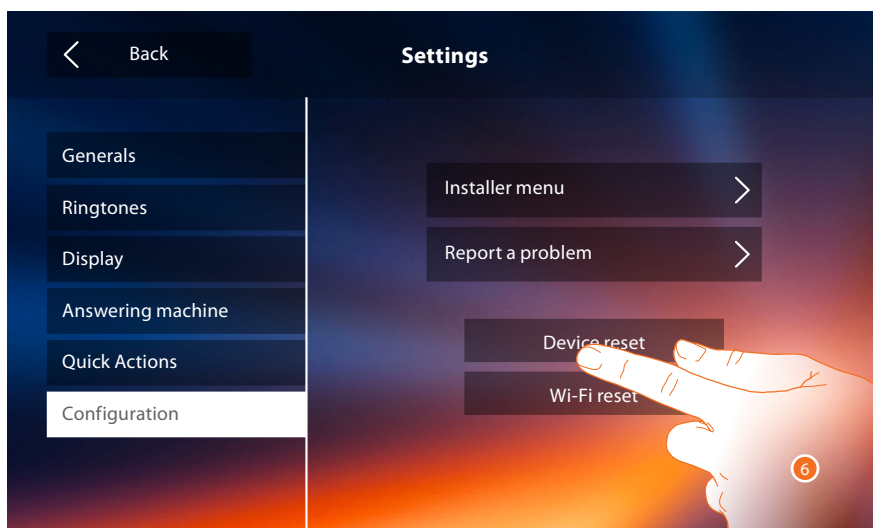 Back
Settings
Generals
Ringtones
Display
Answering machine
Quick Actions
Configuration
Installer menu
Report a problem
Device reset
Wi-Fi reset
6